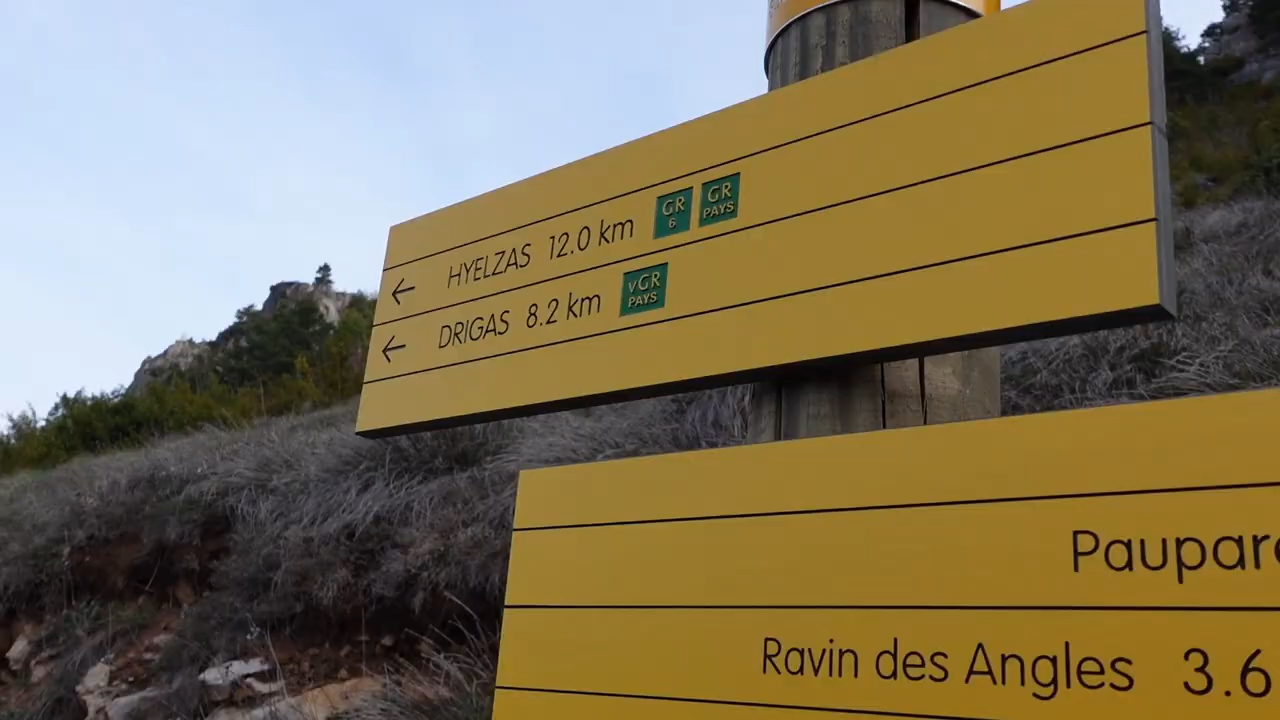 ← HYELZAS 12.0 km GR 6 GR PAYS
← DRIGAS 8.2 km vGR PAYS
Ravin des Angles 3.6